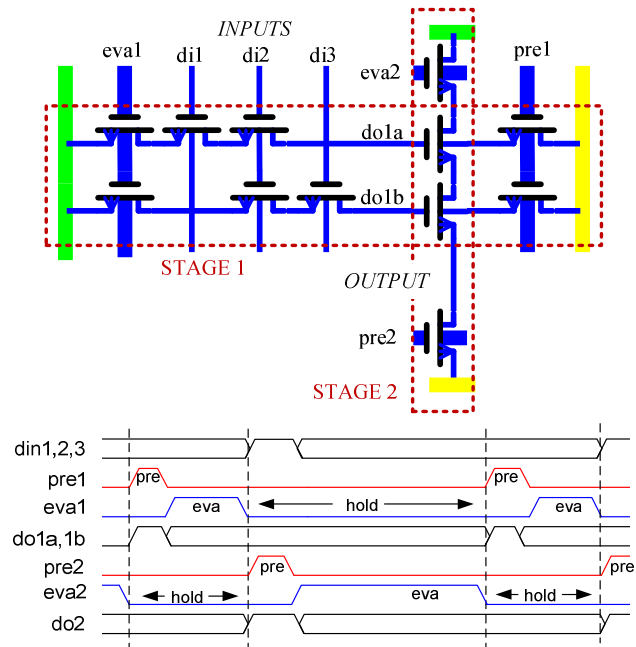 INPUTS
eva1 di1 di2 di3 eva2 pre1
do1a
do1b
STAGE 1
OUTPUT
pre2
STAGE 2
din1,2,3
pre1 pre pre
eva1 eva hold eva
do1a,1b
pre2 pre pre
eva2 hold eva hold
do2